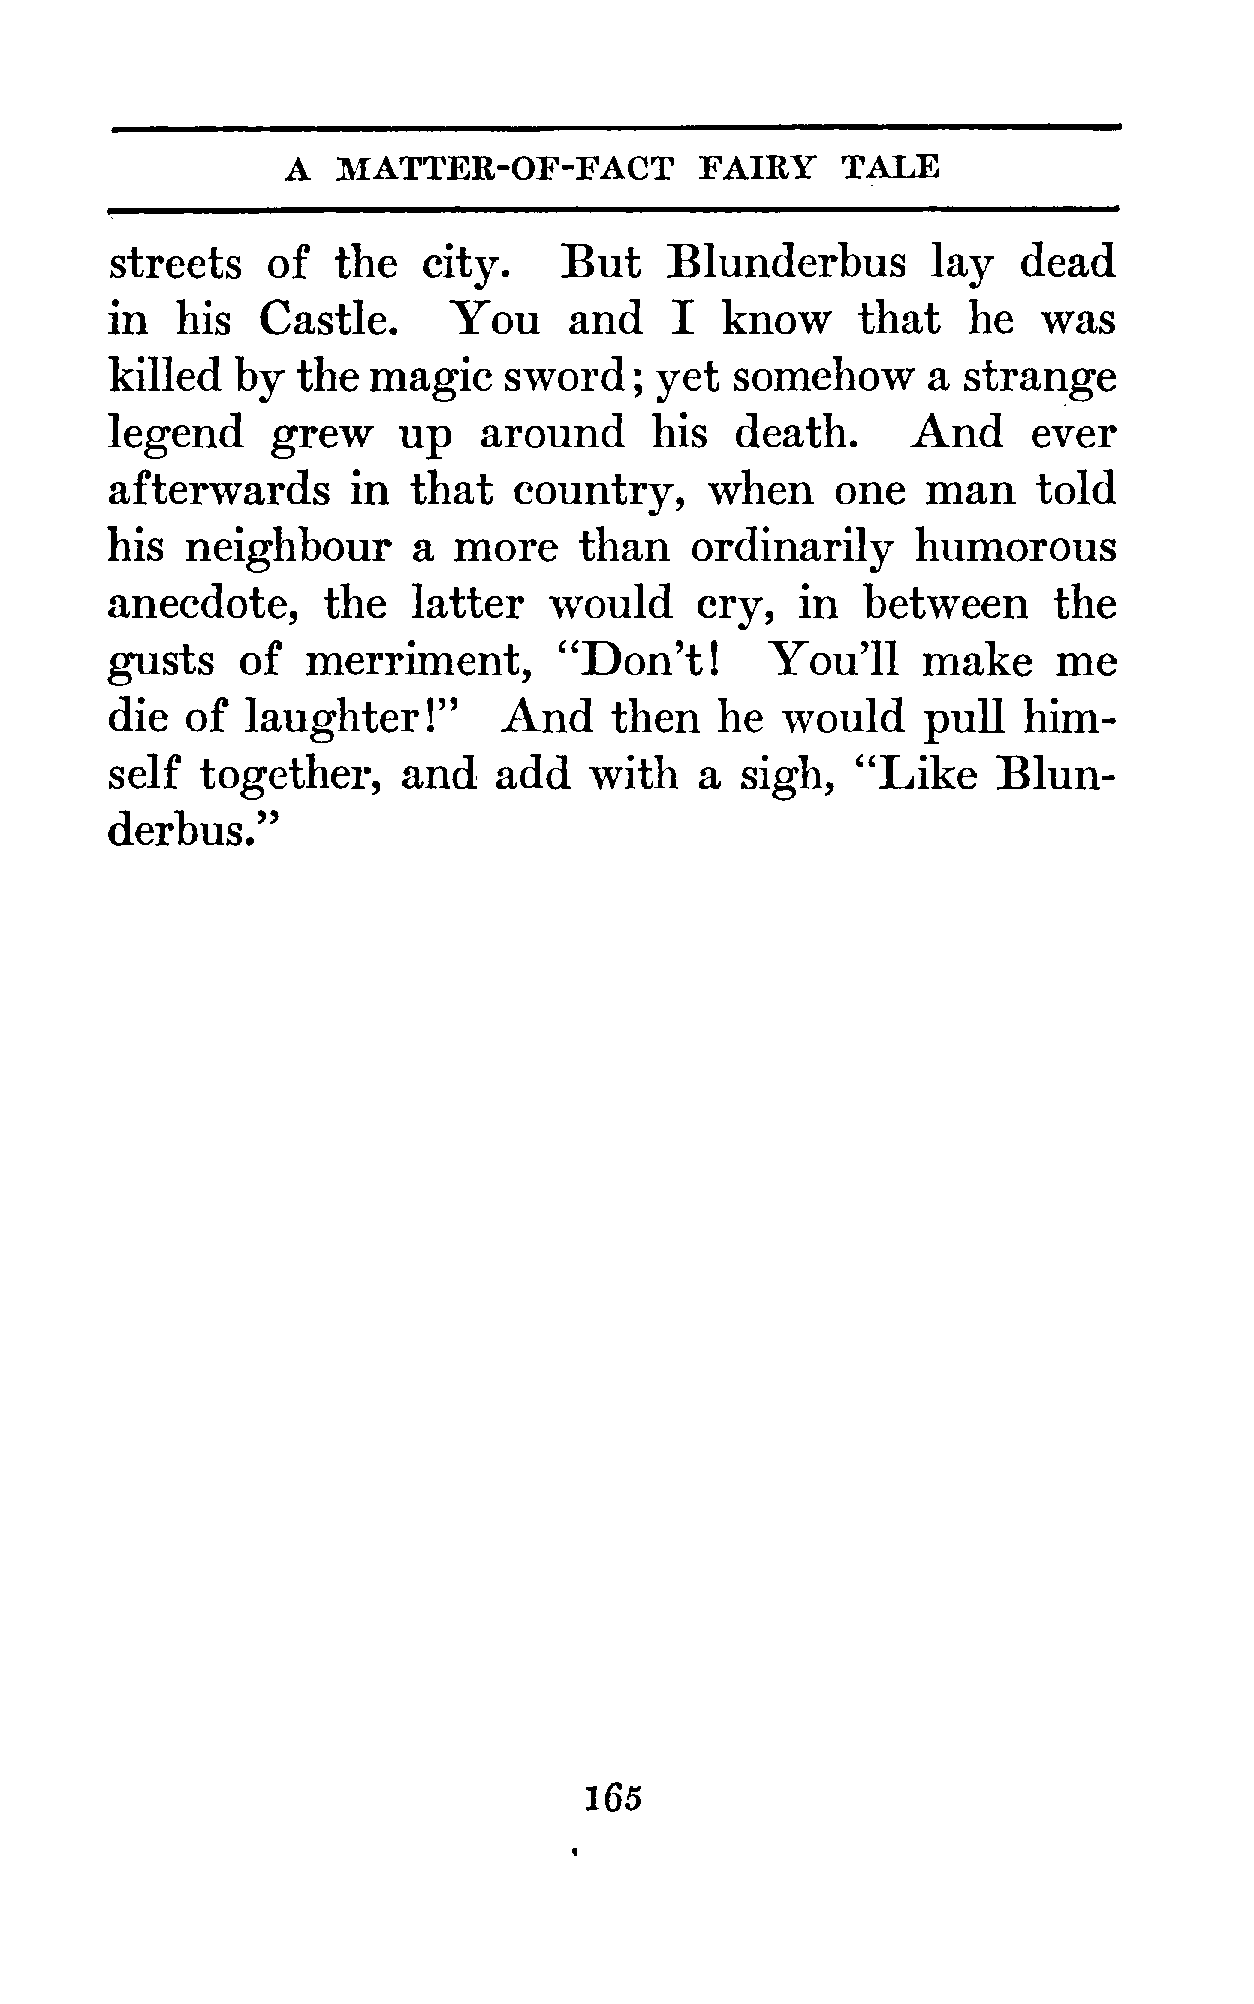 A MATTER-OF-FACT FAIRY TALE
streets of the city. But Blunderbus lay dead
in his Castle. You and I know that he was
killed by the magic sword; yet somehow a strange
legend grew up around his death. And ever
afterwards in that country, when one man told
his neighbour a more than ordinarily humorous
anecdote, the latter would cry, in between the
gusts of merriment, "Don't! You'll make me
die of laughter!" And then he would pull him-
self together, and add with a sigh, "Like Blun-
derbus."
165